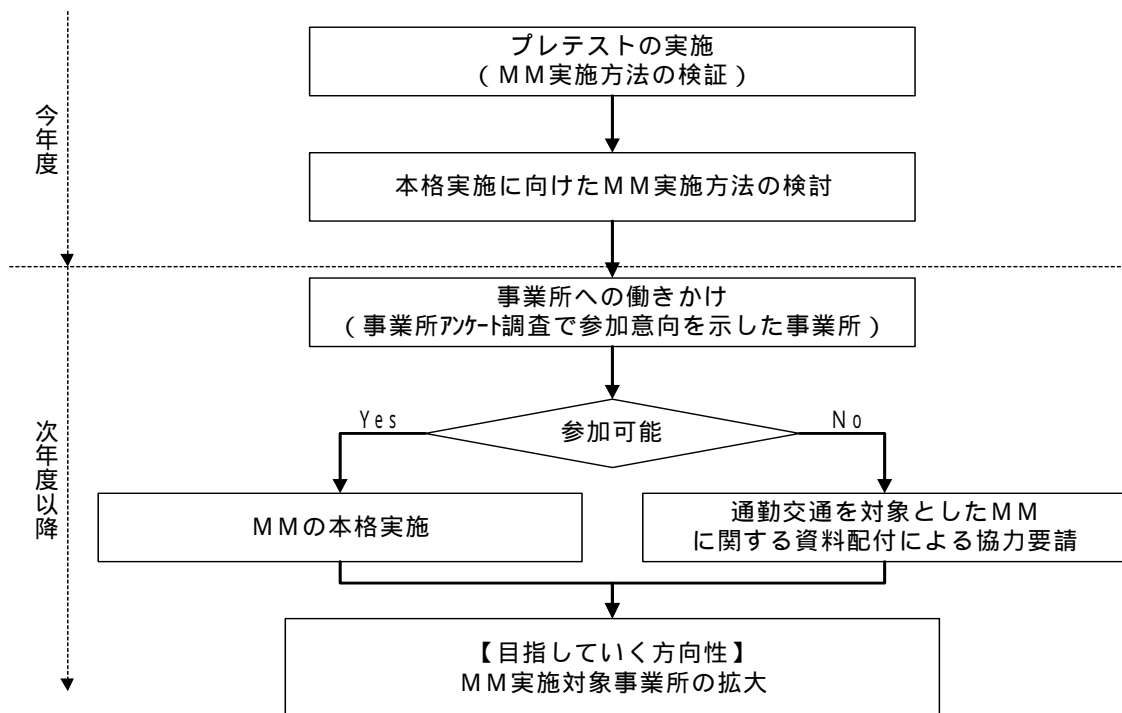 プレテストの実施
（ＭＭ実施方法の検証）
今年度
本格実施に向けたＭＭ実施方法の検討
事業所への働きかけ
（事業所ｱﾝｹｰﾄ調査で参加意向を示した事業所）
Yes
参加可能
No
次年度以降
ＭＭの本格実施
通勤交通を対象としたＭＭ
に関する資料配付による協力要請
【目指していく方向性】
ＭＭ実施対象事業所の拡大